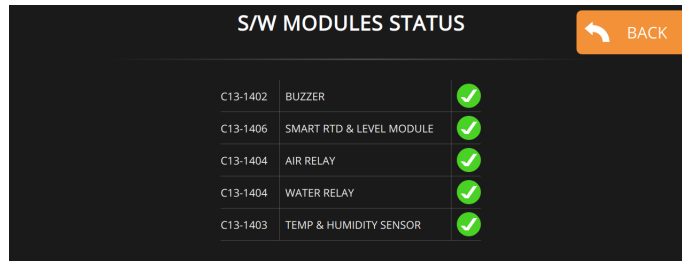 S/W MODULES STATUS
BACK
C13-1402 BUZZER
C13-1406 SMART RTD & LEVEL MODULE
C13-1404 AIR RELAY
C13-1404 WATER RELAY
C13-1403 TEMP & HUMIDITY SENSOR